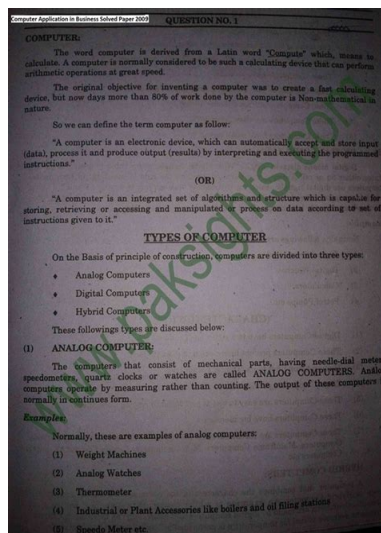 Computer Application in Business Solved Paper 2009
QUESTION NO. 1
COMPUTER:
The word computer is derived from a Latin word "Compute" which, means to
calculate. A computer is normally considered to be such a calculating device that can perform
arithmetic operations at great speed.
The original objective for inventing a computer was to create a fast calculating
device, but now days more than 80% of work done by the computer is Non-mathematical in
nature.
So we can define the term computer as follow:
"A computer is an electronic device, which can automatically accept and store input
(data), process it and produce output (results) by interpreting and executing the programmed
instructions."
(OR)
"A computer is an integrated set of algorithms and structure which is capable for
storing, retrieving or accessing and manipulated or process on data according to set of
instructions given to it."
TYPES OF COMPUTER
On the Basis of principle of construction, computers are divided into three types:
♦ Analog Computers
♦ Digital Computers
♦ Hybrid Computers
These followings types are discussed below:
(1) ANALOG COMPUTER:
The computers that consist of mechanical parts, having needle-dial meter
speedometers, quartz clocks or watches are called ANALOG COMPUTERS.
computers operate by measuring rather than counting. The output of these computers
normally in continues form.
Examples:
Normally, these are examples of analog computers:
(1) Weight Machines
(2) Analog Watches
(3) Thermometer
(4) Industrial or Plant Accessories like boilers and oil filing stations
(5) Speedo Meter etc.
www.paksights.com